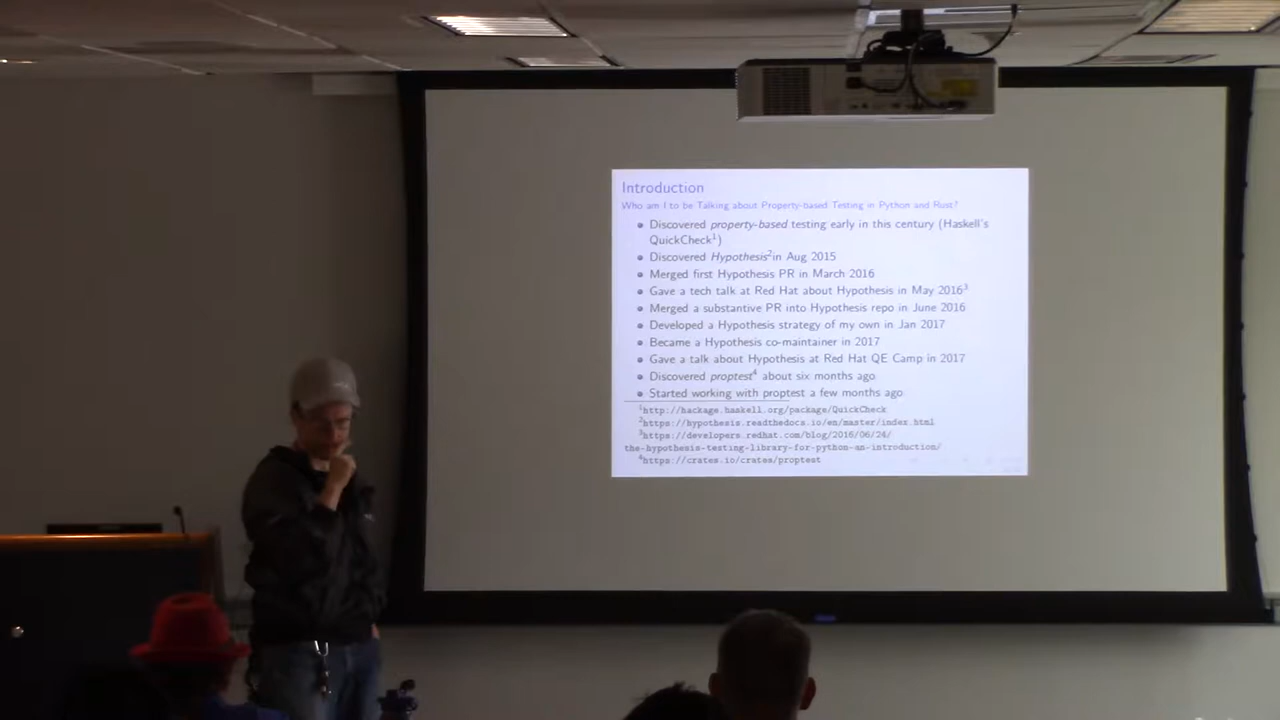 Introduction
Who am I to be Talking about Property-based Testing in Python and Rust?
Discovered property-based testing early in this century (Haskell's
QuickCheck¹)
Discovered Hypothesis²in Aug 2015
Merged first Hypothesis PR in March 2016
Gave a tech talk at Red Hat about Hypothesis in May 2016³
Merged a substantive PR into Hypothesis repo in June 2016
Developed a Hypothesis strategy of my own in Jan 2017
Became a Hypothesis co-maintainer in 2017
Gave a talk about Hypothesis at Red Hat QE Camp in 2017
Discovered proptest⁴ about six months ago
Started working with proptest a few months ago
¹http://hackage.haskell.org/package/QuickCheck
²https://hypothesis.readthedocs.io/en/master/index.html
³https://developers.redhat.com/blog/2016/06/24/
the-hypothesis-testing-library-for-python-an-introduction/
⁴https://crates.io/crates/proptest